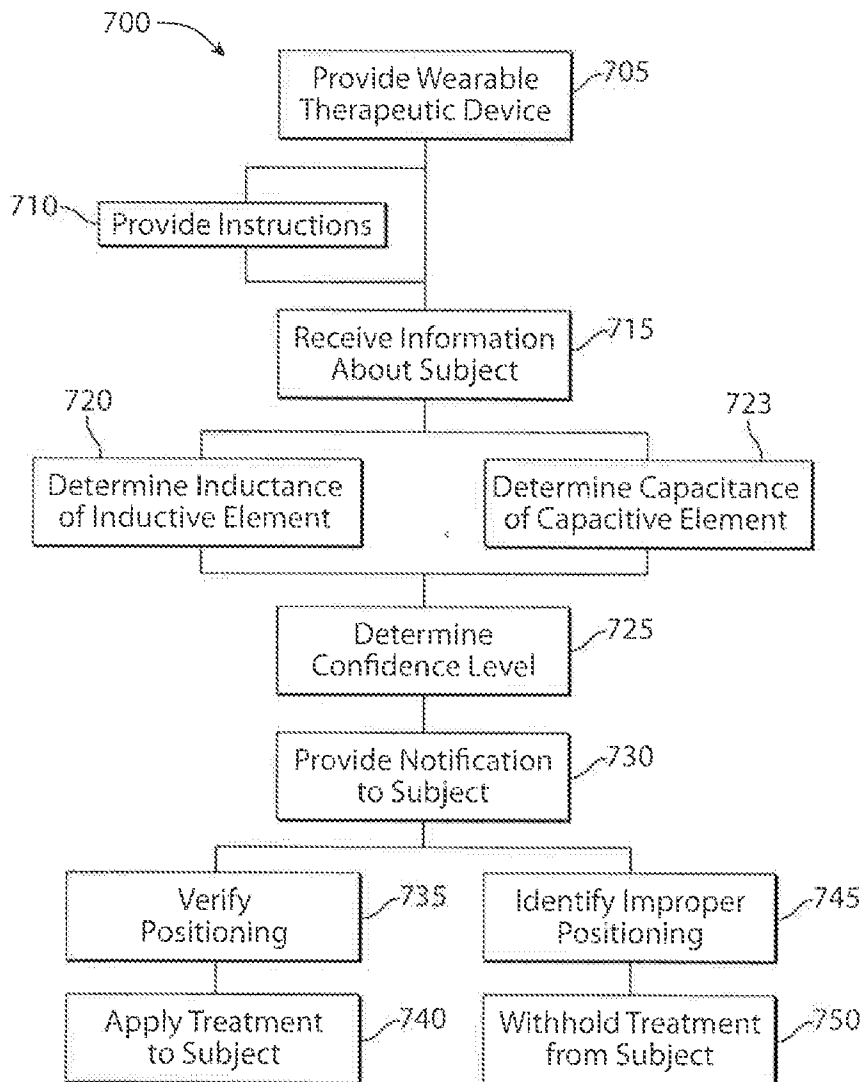 700
Provide Wearable
Therapeutic Device
705
710
Provide Instructions
Receive Information
About Subject
715
720
Determine Inductance
of Inductive Element
723
Determine Capacitance
of Capacitive Element
Determine
Confidence Level
725
Provide Notification
to Subject
730
Verify
Positioning
735
Identify Improper
Positioning
745
Apply Treatment
to Subject
740
Withhold Treatment
from Subject
750